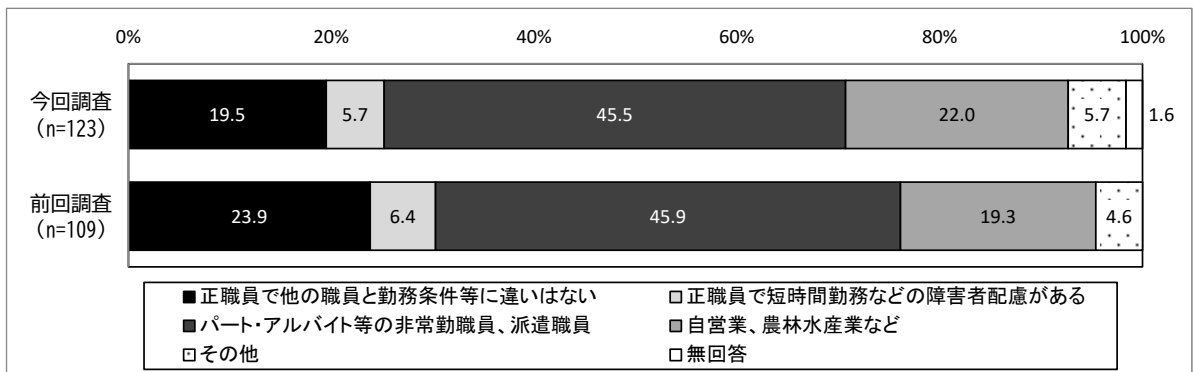 0% 20% 40% 60% 80% 100%
今回調査
(n=123)
19.5 5.7 45.5 22.0 5.7 1.6
前回調査
(n=109)
23.9 6.4 45.9 19.3 4.6
正職員で他の職員と勤務条件等に違いはない 正職員で短時間勤務などの障害者配慮がある
パート・アルバイト等の非常勤職員、派遣職員 自営業、農林水産業など
その他 無回答